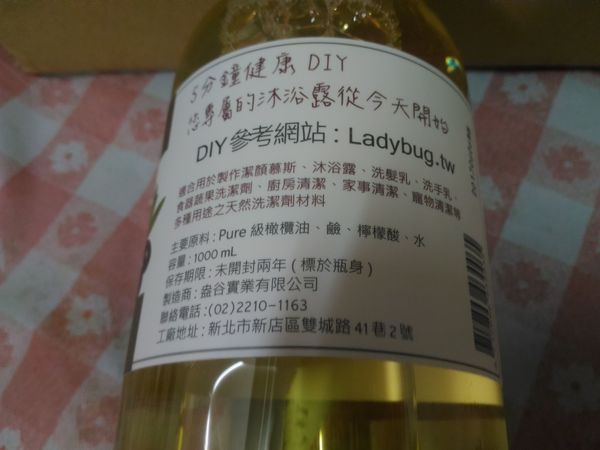 5分鐘健康 DIY
您專屬的沐浴露從今天開始
DIY 參考網站：Ladybug.tw
適合用於製作潔顏慕斯、沐浴露、洗髮乳、洗手乳、
食器蔬果洗潔劑、廚房清潔、家事清潔、寵物清潔等
多種用途之天然洗潔劑材料
主要原料：Pure 級橄欖油、鹼、檸檬酸、水
容量：1000 mL
保存期限：未開封兩年 ( 標於瓶身 )
製造商：盎谷實業有限公司
聯絡電話：(02)2210-1163
工廠地址：新北市新店區雙城路 41 巷 2 號